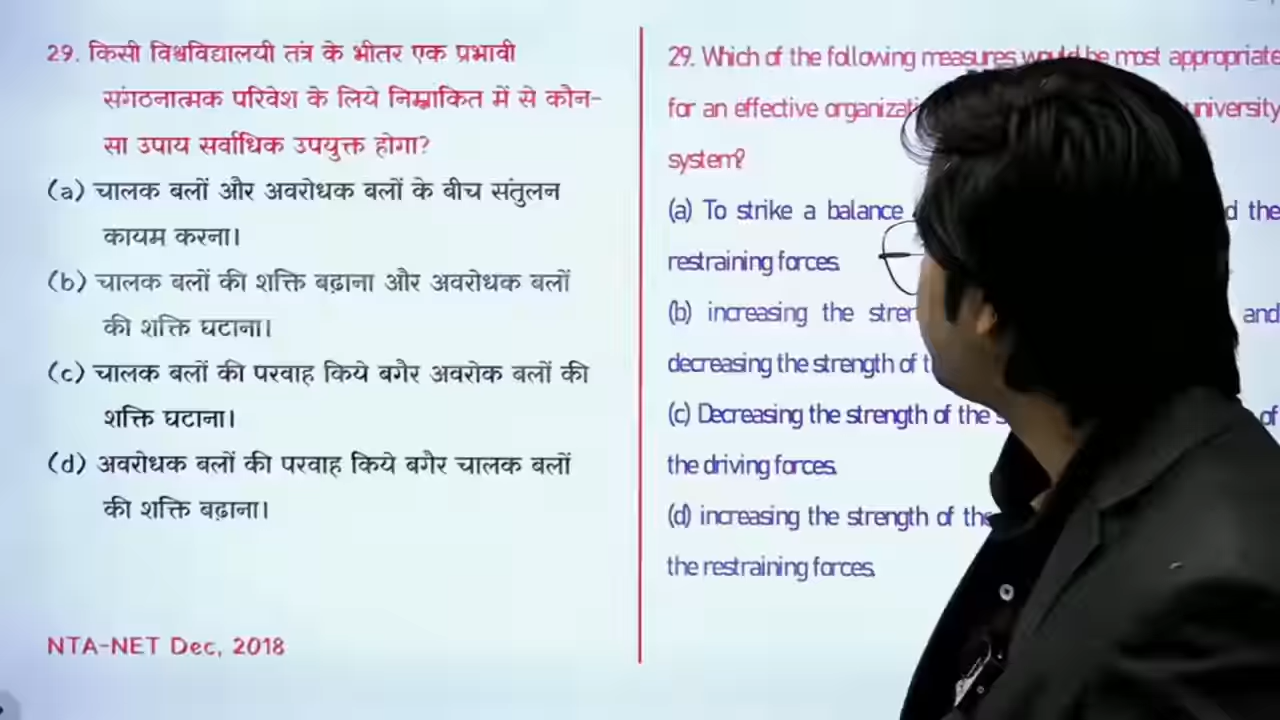 29. किसी विश्वविद्यालयी तंत्र के भीतर एक प्रभावी
संगठनात्मक परिवेश के लिये निम्नांकित में से कौन-
सा उपाय सर्वाधिक उपयुक्त होगा?
(a) चालक बलों और अवरोधक बलों के बीच संतुलन
कायम करना।
(b) चालक बलों की शक्ति बढ़ाना और अवरोधक बलों
की शक्ति घटाना।
(c) चालक बलों की परवाह किये बगैर अवरोक बलों की
शक्ति घटाना।
(d) अवरोधक बलों की परवाह किये बगैर चालक बलों
की शक्ति बढ़ाना।
NTA-NET Dec, 2018
29. Which of the following measures would be most appropriate
for an effective university
system?
(a) To strike a balance the
restraining forces.
(b) increasing the and
decreasing the strength of
(c) Decreasing the strength of the of
the driving forces.
(d) increasing the strength of the
the restraining forces.